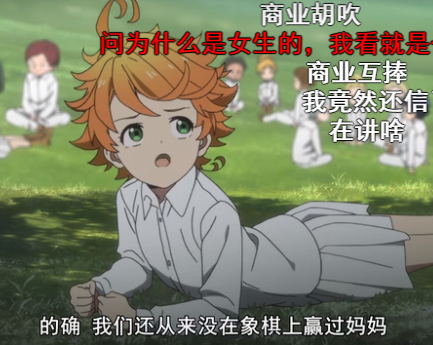 商业胡吹
问为什么是女生的，我看就是
商业互捧
我竟然还信
在讲啥
的确 我们还从来没在象棋上赢过妈妈